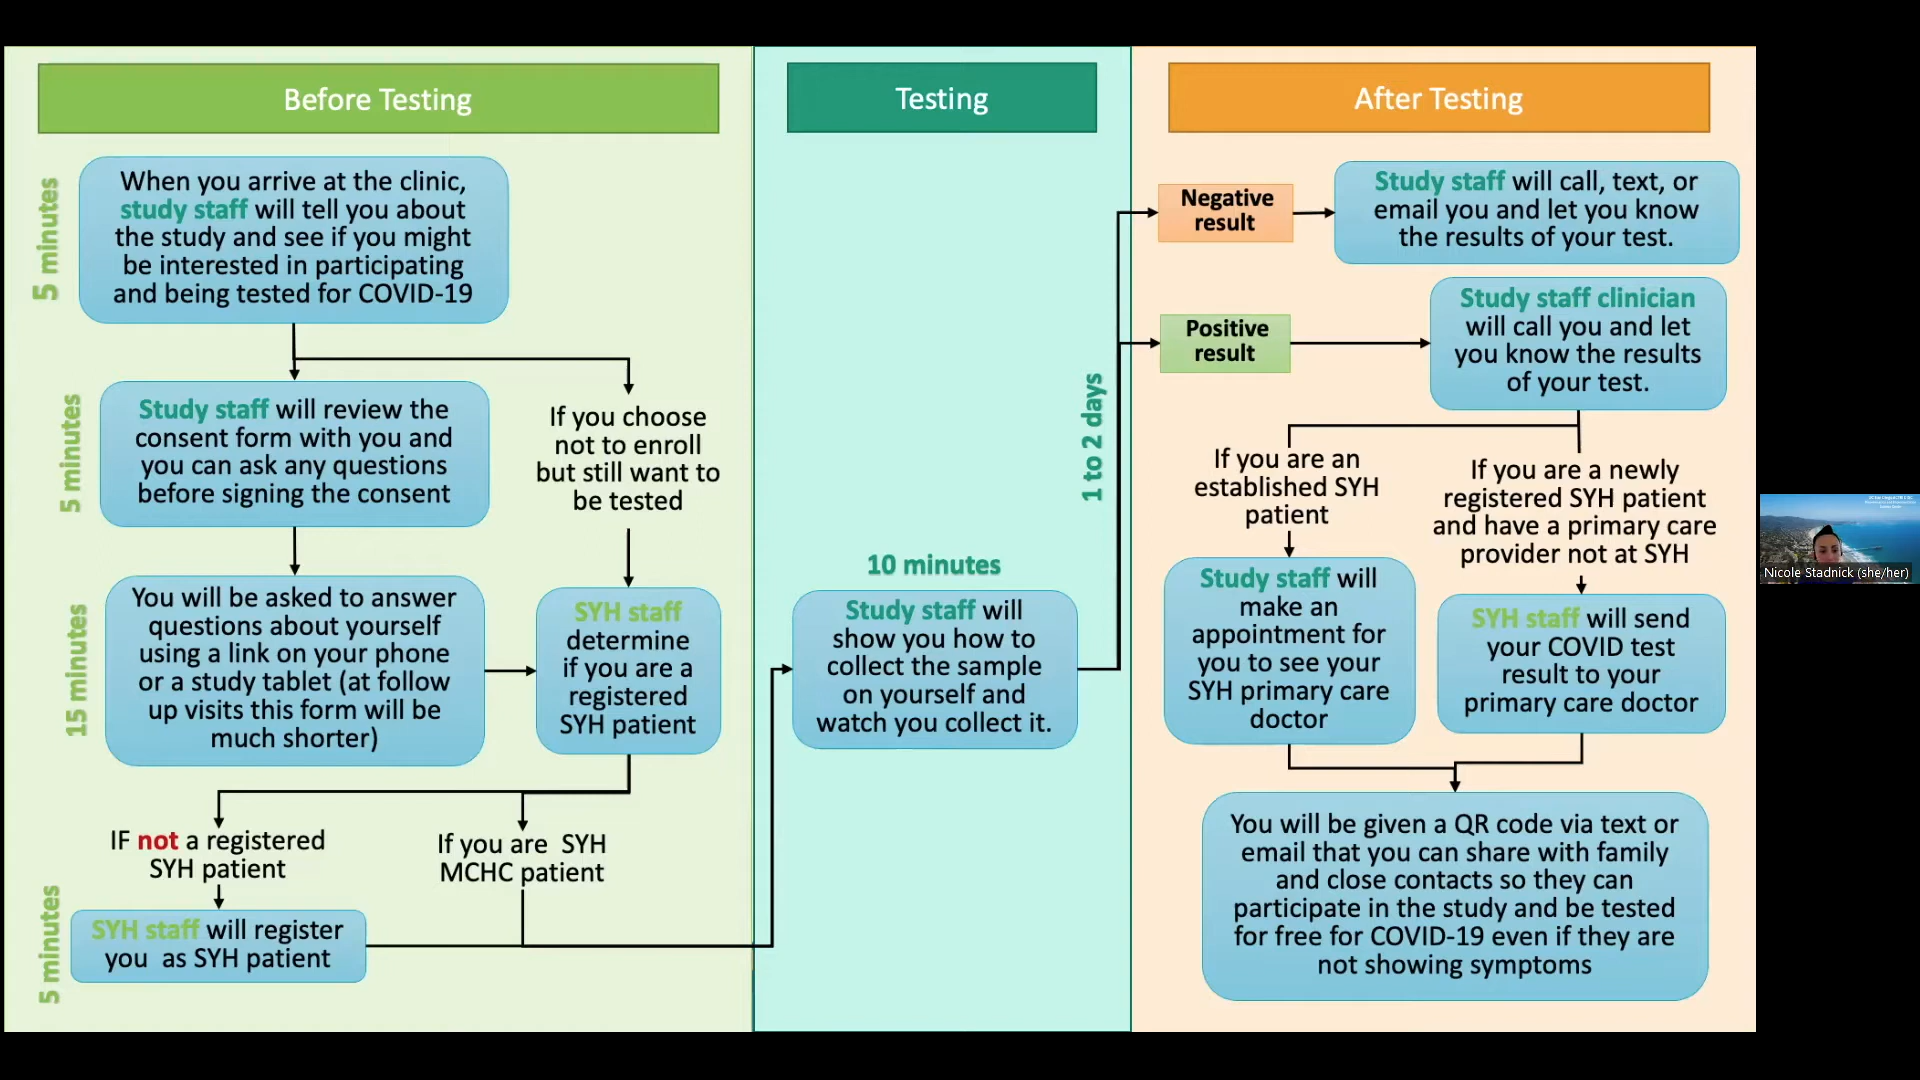 Before Testing
5 minutes
When you arrive at the clinic,
study staff will tell you about
the study and see if you might
be interested in participating
and being tested for COVID-19
5 minutes
Study staff will review the
consent form with you and
you can ask any questions
before signing the consent
If you choose
not to enroll
but still want to
be tested
15 minutes
You will be asked to answer
questions about yourself
using a link on your phone
or a study tablet (at follow
up visits this form will be
much shorter)
SYH staff
determine
if you are a
registered
SYH patient
IF not a registered
SYH patient
If you are  SYH
MCHC patient
5 minutes
SYH staff will register
you  as SYH patient
Testing
10 minutes
Study staff will
show you how to
collect the sample
on yourself and
watch you collect it.
1 to 2 days
After Testing
Negative
result
Study staff will call, text, or
email you and let you know
the results of your test.
Positive
result
Study staff clinician
will call you and let
you know the results
of your test.
If you are an
established SYH
patient
If you are a newly
registered SYH patient
and have a primary care
provider not at SYH
Study staff will
make an
appointment for
you to see your
SYH primary care
doctor
SYH staff will send
your COVID test
result to your
primary care doctor
You will be given a QR code via text or
email that you can share with family
and close contacts so they can
participate in the study and be tested
for free for COVID-19 even if they are
not showing symptoms
Nicole Stadnick (she/her)